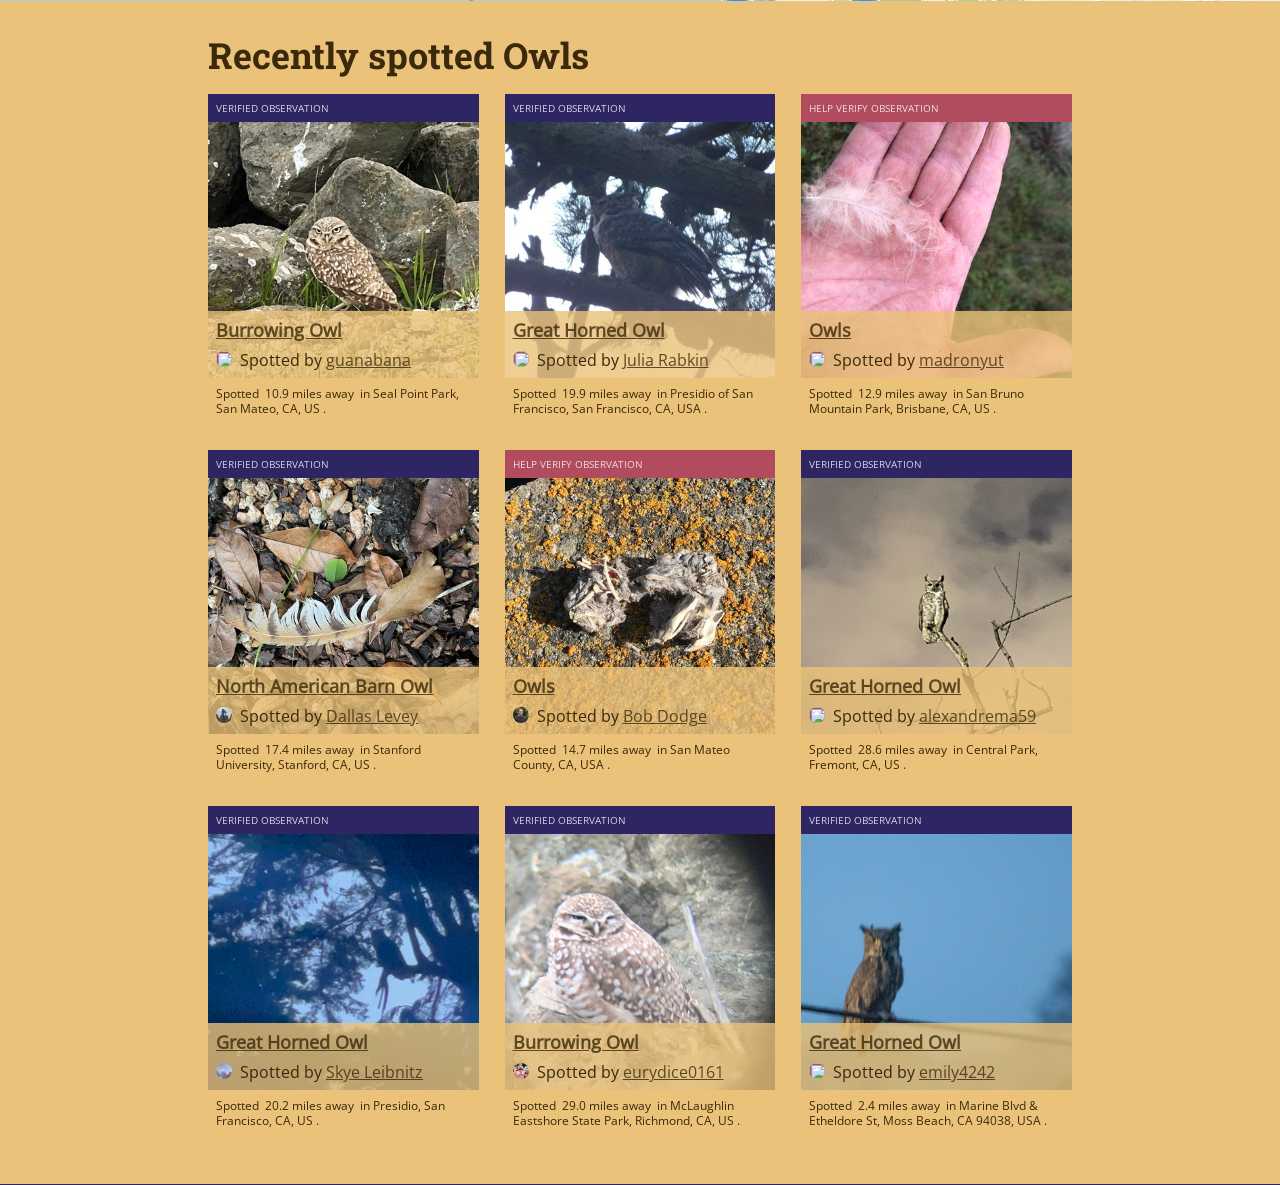 Recently spotted Owls
VERIFIED OBSERVATION
Burrowing Owl
Spotted by guanabana
Spotted 10.9 miles away in Seal Point Park,
San Mateo, CA, US .
VERIFIED OBSERVATION
Great Horned Owl
Spotted by Julia Rabkin
Spotted 19.9 miles away in Presidio of San
Francisco, San Francisco, CA, USA .
HELP VERIFY OBSERVATION
Owls
Spotted by madronyut
Spotted 12.9 miles away in San Bruno
Mountain Park, Brisbane, CA, US .
VERIFIED OBSERVATION
North American Barn Owl
Spotted by Dallas Levey
Spotted 17.4 miles away in Stanford
University, Stanford, CA, US .
HELP VERIFY OBSERVATION
Owls
Spotted by Bob Dodge
Spotted 14.7 miles away in San Mateo
County, CA, USA .
VERIFIED OBSERVATION
Great Horned Owl
Spotted by alexandrema59
Spotted 28.6 miles away in Central Park,
Fremont, CA, US .
VERIFIED OBSERVATION
Great Horned Owl
Spotted by Skye Leibnitz
Spotted 20.2 miles away in Presidio, San
Francisco, CA, US .
VERIFIED OBSERVATION
Burrowing Owl
Spotted by eurydice0161
Spotted 29.0 miles away in McLaughlin
Eastshore State Park, Richmond, CA, US .
VERIFIED OBSERVATION
Great Horned Owl
Spotted by emily4242
Spotted 2.4 miles away in Marine Blvd &
Etheldore St, Moss Beach, CA 94038, USA .